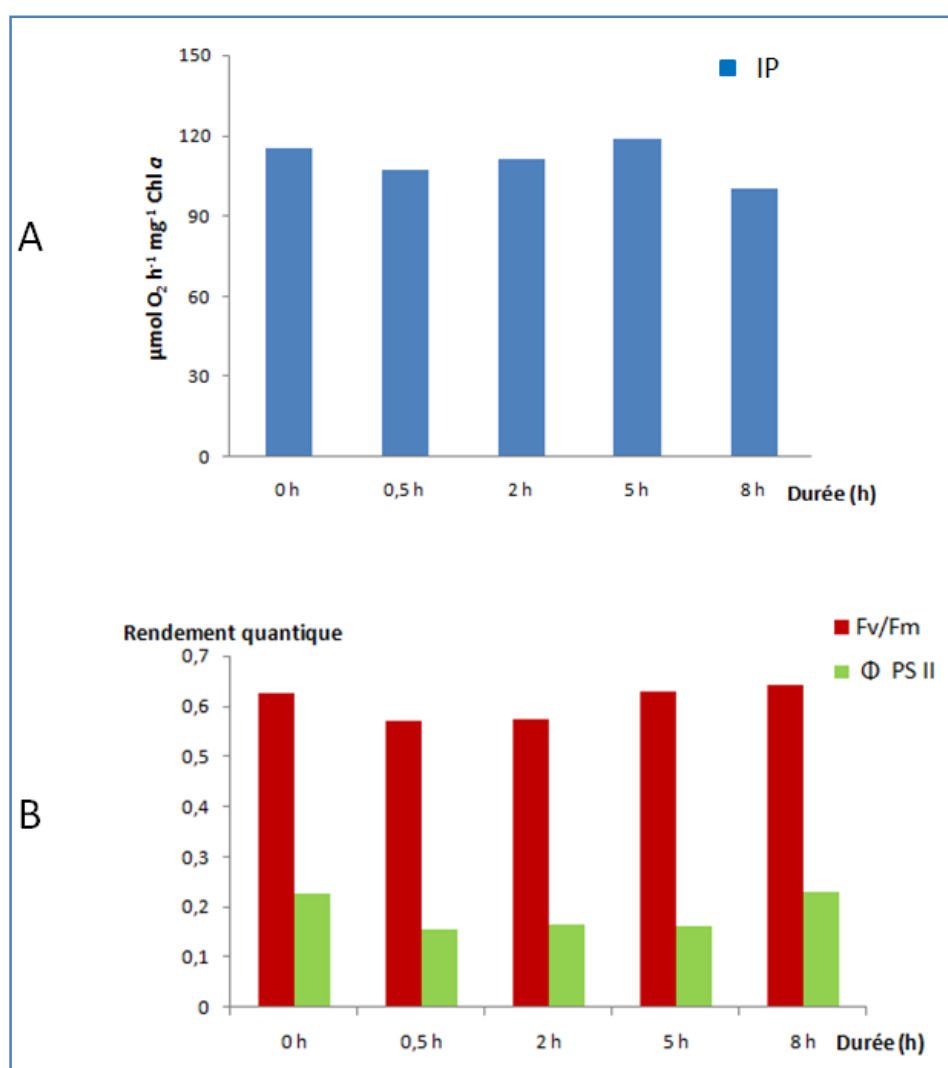 A
µmol O₂ h⁻¹ mg⁻¹ Chl a
150
120
90
60
30
0
IP
0 h 0,5 h 2 h 5 h 8 h Durée (h)
B
Rendement quantique
Fv/Fm
Φ PS II
0,7
0,6
0,5
0,4
0,3
0,2
0,1
0
0 h 0,5 h 2 h 5 h 8 h Durée (h)